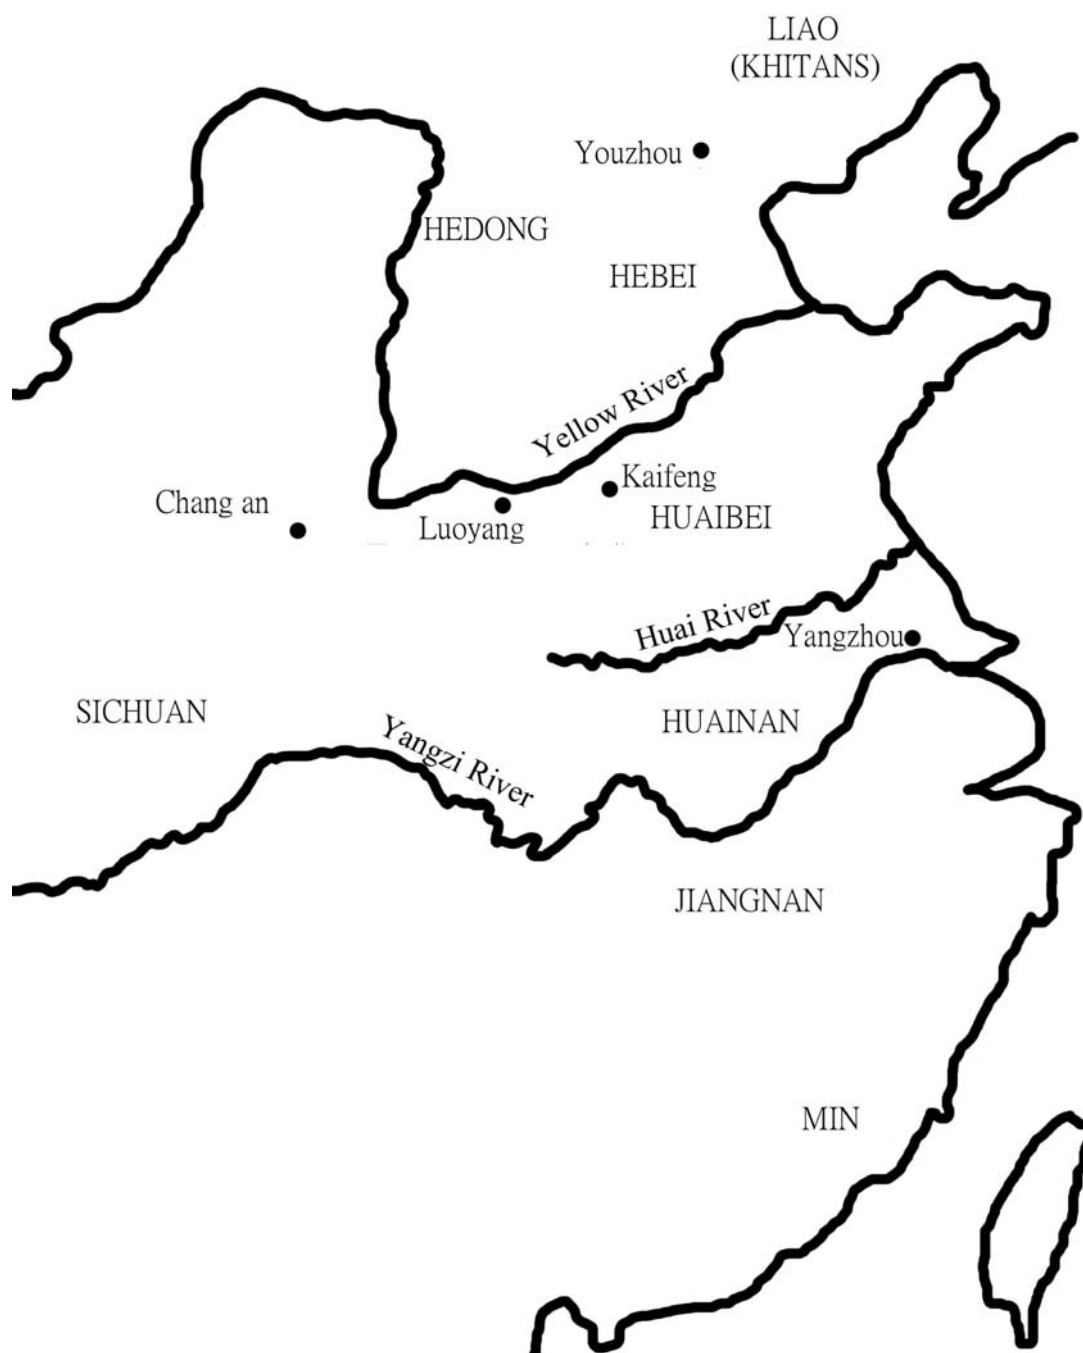 LIAO
(KHITANS)
Youzhou
HEDONG
HEBEI
Yellow River
Kaifeng
Chang an
HUAIBEI
Luoyang
Huai River
Yangzhou
SICHUAN
HUAINAN
Yangzi River
JIANGNAN
MIN